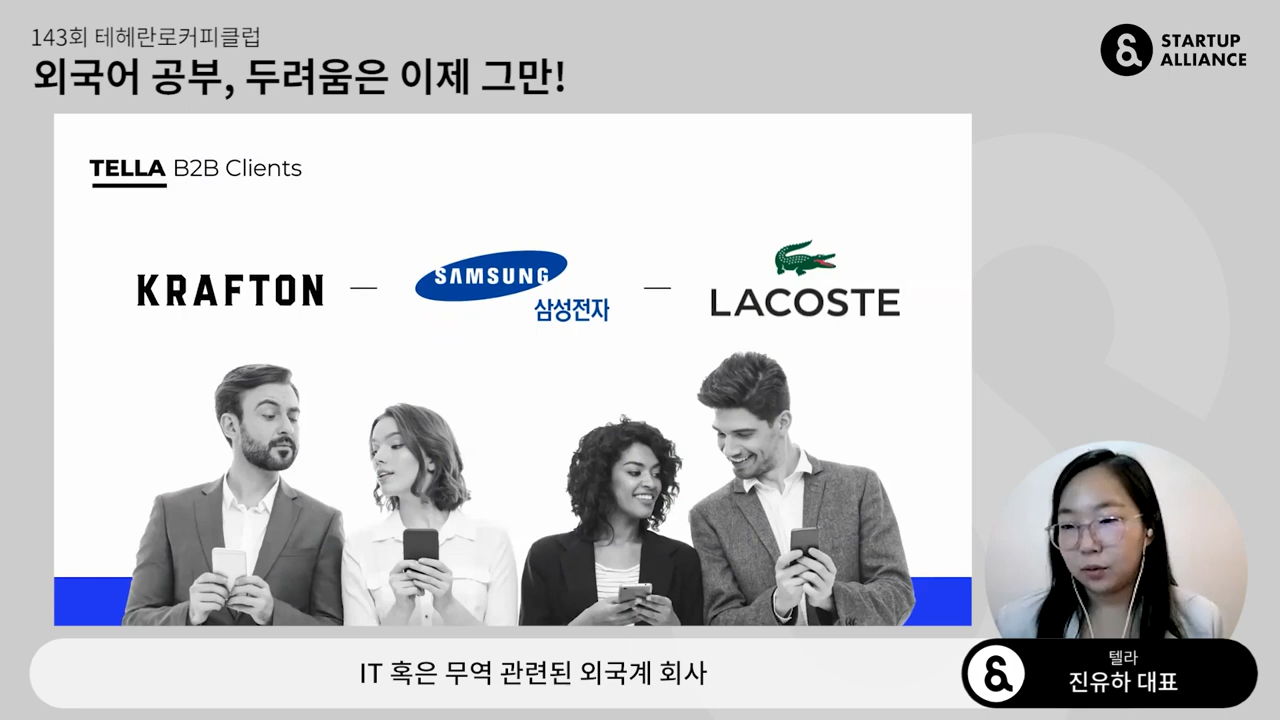 143회 테헤란로커피클럽
외국어 공부, 두려움은 이제 그만!
STARTUP
ALLIANCE
TELLA B2B Clients
KRAFTON
SAMSUNG
삼성전자
LACOSTE
IT 혹은 무역 관련된 외국계 회사
텔라
진유하 대표